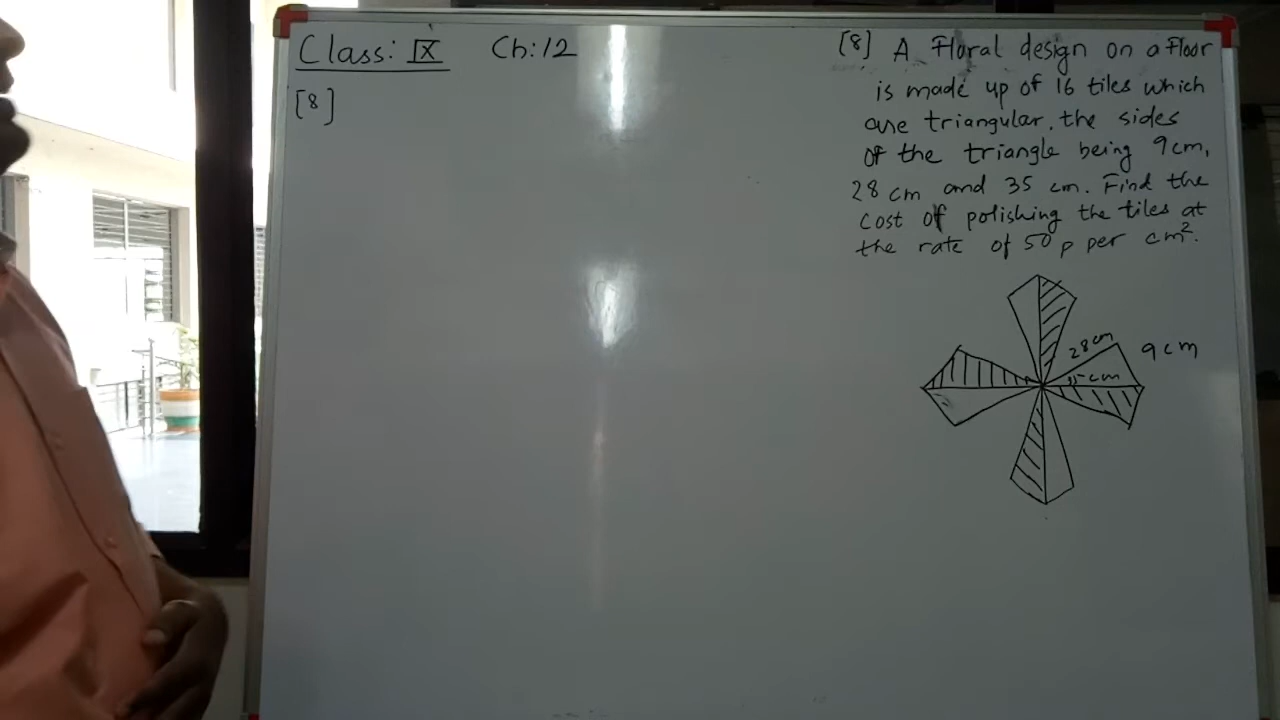 Class: IX Ch:12
[8]
[8] A Floral design on a Floor
is made up of 16 tiles which
are triangular. the sides
of the triangle being 9cm,
28 cm and 35 cm. Find the
cost of polishing the tiles at
the rate of 50 p per cm².
28cm
9cm
35cm